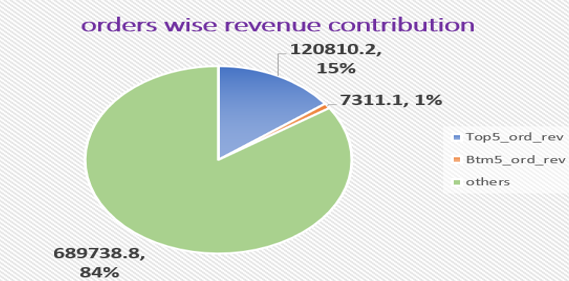 orders wise revenue contribution
120810.2,
15%
7311.1, 1%
Top5_ord_rev
Btm5_ord_rev
others
689738.8,
84%